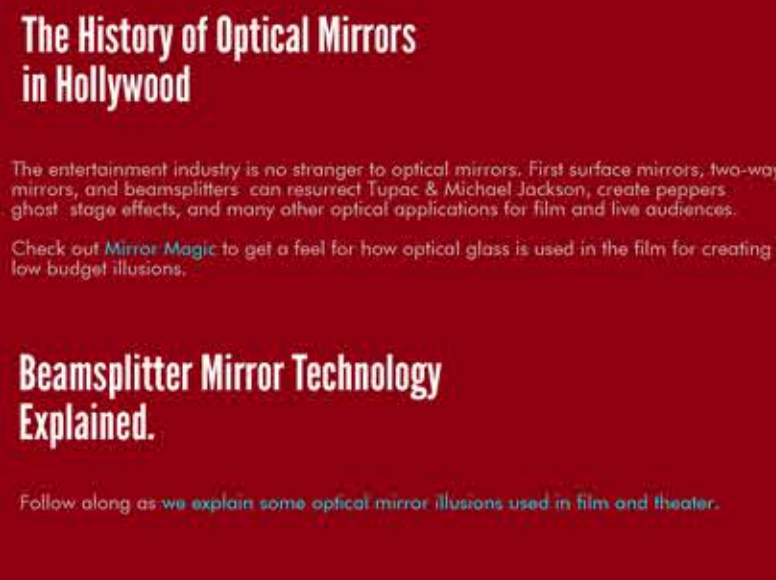 The History of Optical Mirrors
in Hollywood
The entertainment industry is no stranger to optical mirrors. First surface mirrors, two-way
mirrors, and beamsplitters can resurrect Tupac & Michael Jackson, create peppers
ghost stage effects, and many other optical applications for film and live audiences.
Check out Mirror Magic to get a feel for how optical glass is used in the film for creating
low budget illusions.
Beamsplitter Mirror Technology
Explained.
Follow along as we explain some optical mirror illusions used in film and theater.